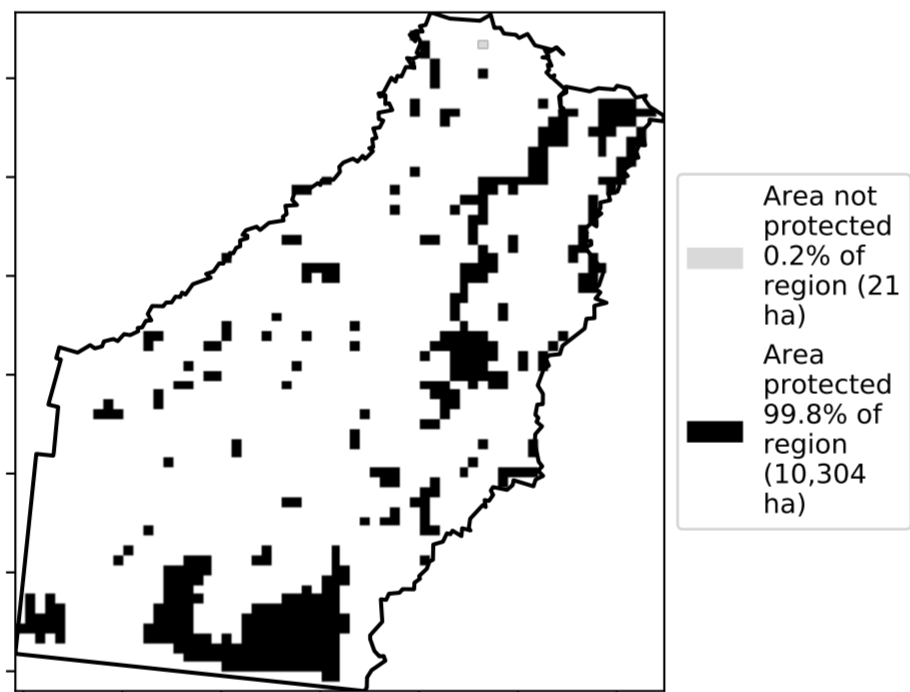 Area not
protected
0.2% of
region (21
ha)
Area
protected
99.8% of
region
(10,304
ha)